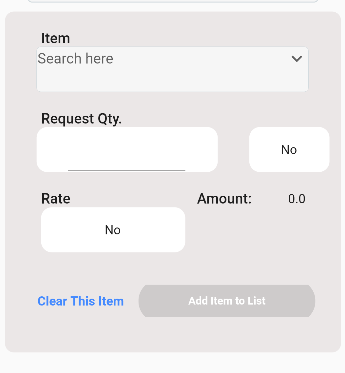 Item
Search here
Request Qty.
No
Rate
Amount: 0.0
No
Clear This Item
Add Item to List